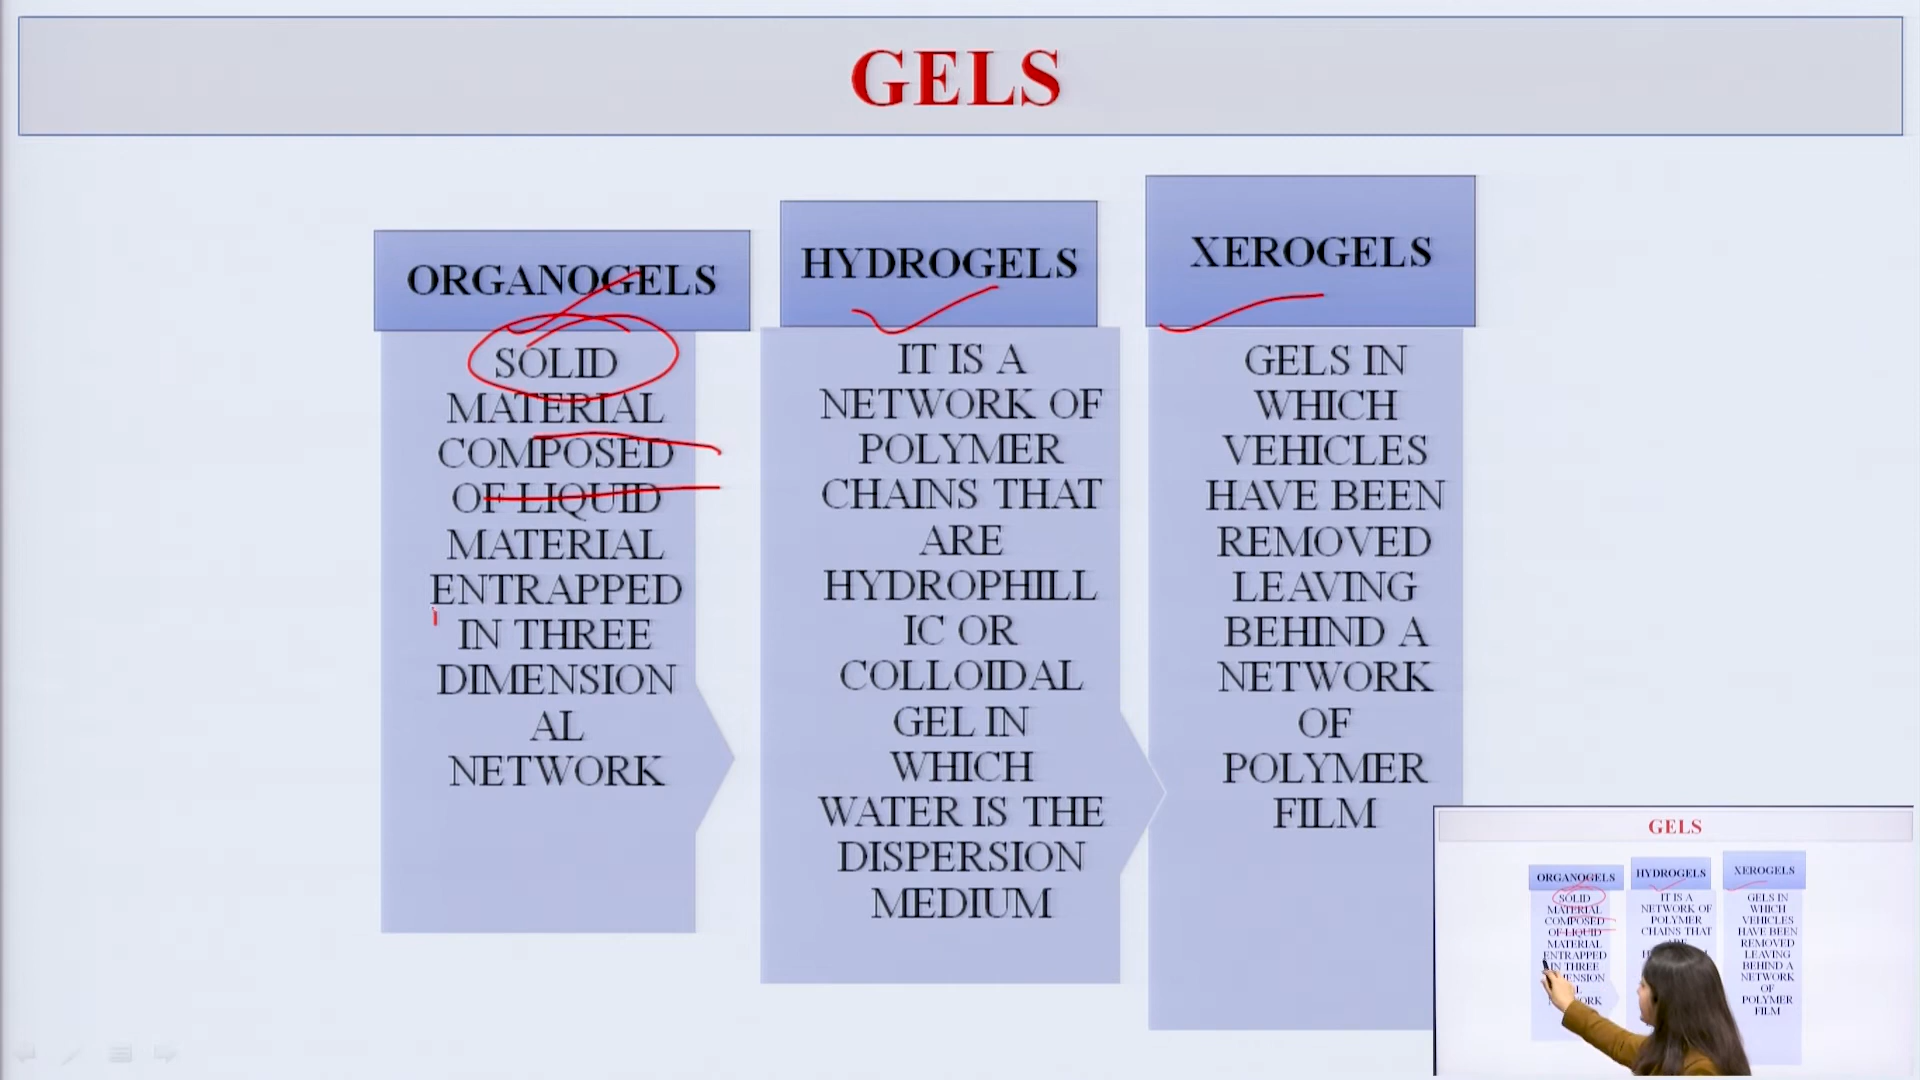 GELS
ORGANOGELS
SOLID
MATERIAL
COMPOSED
OF LIQUID
MATERIAL
ENTRAPPED
IN THREE
DIMENSION
AL
NETWORK
HYDROGELS
IT IS A
NETWORK OF
POLYMER
CHAINS THAT
ARE
HYDROPHILL
IC OR
COLLOIDAL
GEL IN
WHICH
WATER IS THE
DISPERSION
MEDIUM
XEROGELS
GELS IN
WHICH
VEHICLES
HAVE BEEN
REMOVED
LEAVING
BEHIND A
NETWORK
OF
POLYMER
FILM
GELS
ORGANOGELS
SOLID
MATERIAL
COMPOSED
OF LIQUID
MATERIAL
ENTRAPPED
IN THREE
HYDROGELS
IT IS A
NETWORK OF
POLYMER
CHAINS THAT
XEROGELS
GELS IN
WHICH
VEHICLES
HAVE BEEN
REMOVED
LEAVING
BEHIND A
NETWORK
OF
POLYMER
FILM